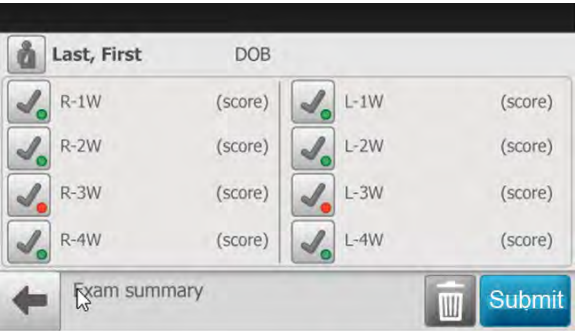 Last, First DOB
R-1W (score) L-1W (score)
R-2W (score) L-2W (score)
R-3W (score) L-3W (score)
R-4W (score) L-4W (score)
Exam summary Submit